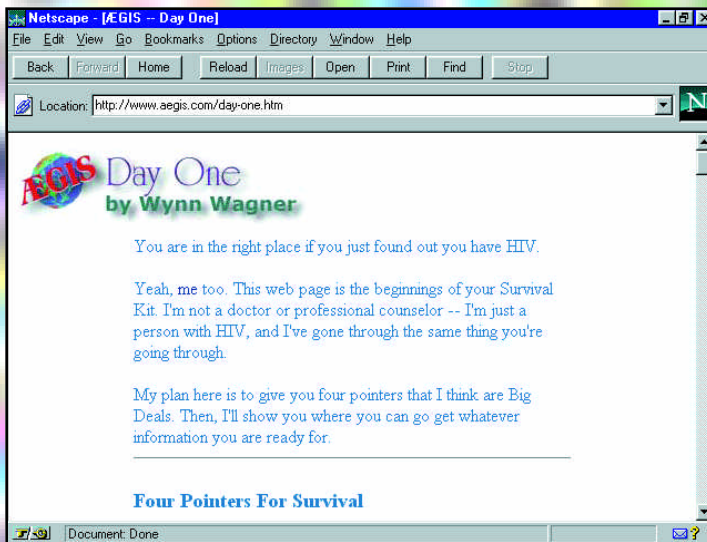 Netscape - [ÆGIS -- Day One]
File Edit View Go Bookmarks Options Directory Window Help
Back Forward Home Reload Images Open Print Find Stop
Location: http://www.aegis.com/day-one.htm
N
ÆGIS Day One
by Wynn Wagner
You are in the right place if you just found out you have HIV.
Yeah, me too. This web page is the beginnings of your Survival
Kit. I'm not a doctor or professional counselor -- I'm just a
person with HIV, and I've gone through the same thing you're
going through.
My plan here is to give you four pointers that I think are Big
Deals. Then, I'll show you where you can go get whatever
information you are ready for.
Four Pointers For Survival
Document: Done
?